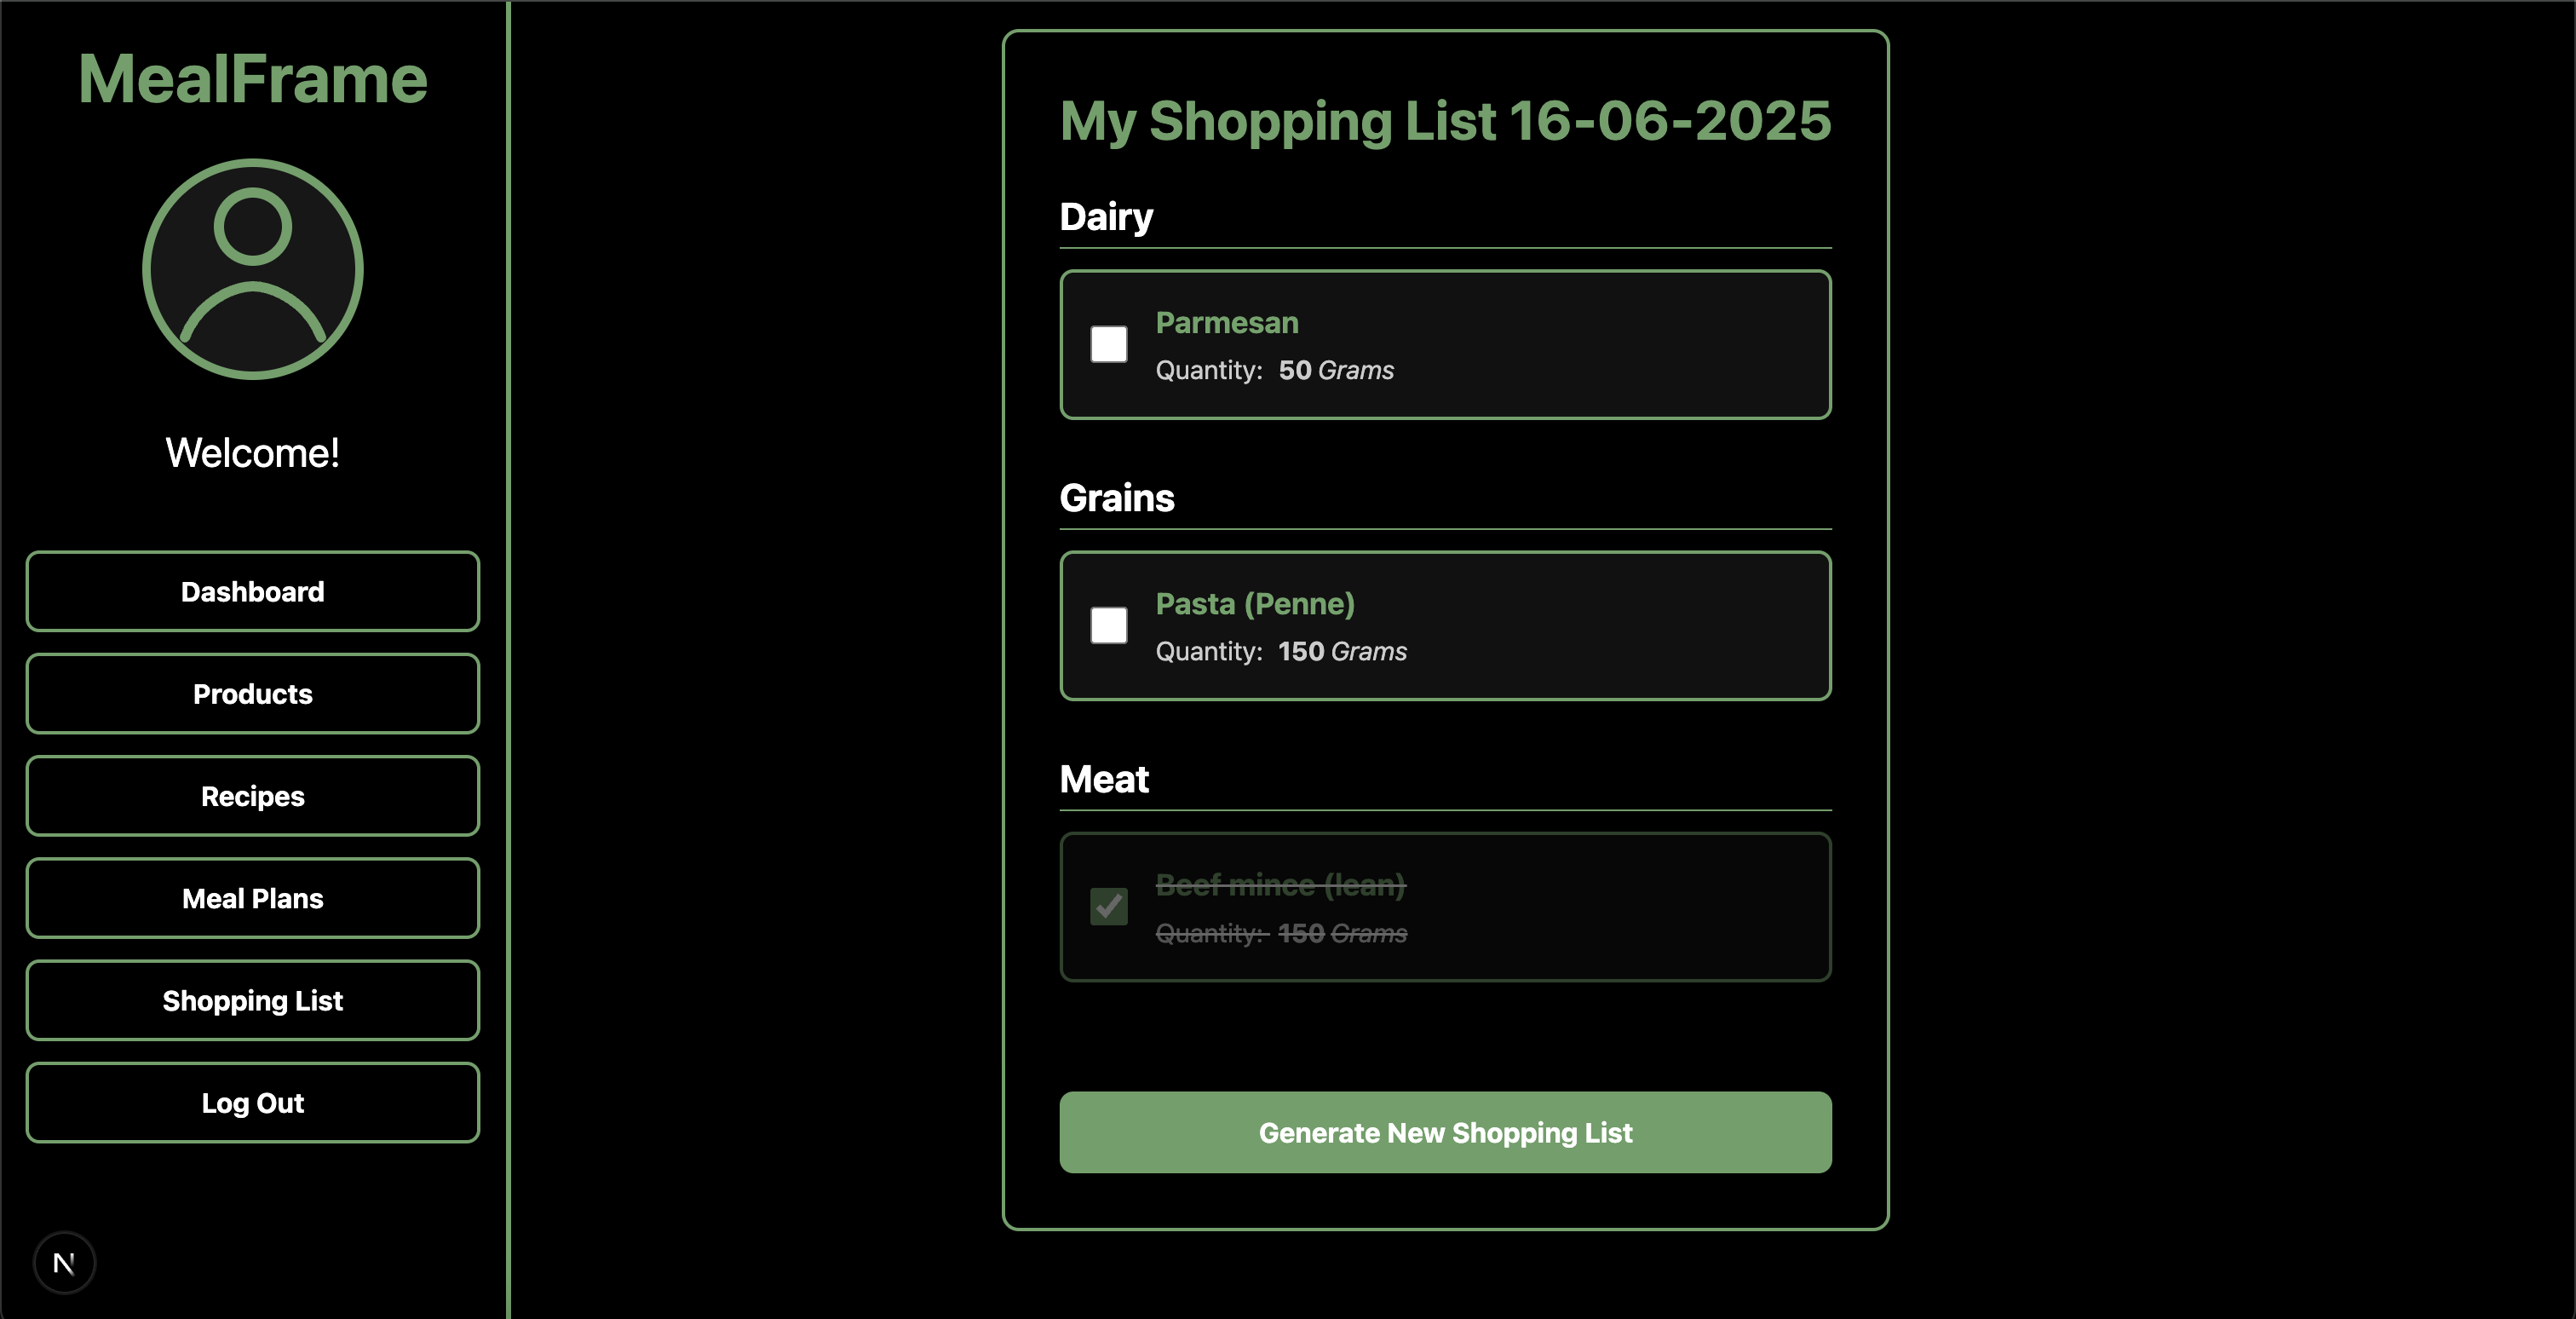 MealFrame
Welcome!
Dashboard
Products
Recipes
Meal Plans
Shopping List
Log Out
N
My Shopping List 16-06-2025
Dairy
Parmesan
Quantity: 50 Grams
Grains
Pasta (Penne)
Quantity: 150 Grams
Meat
Beef mince (lean)
Quantity: 150 Grams
Generate New Shopping List